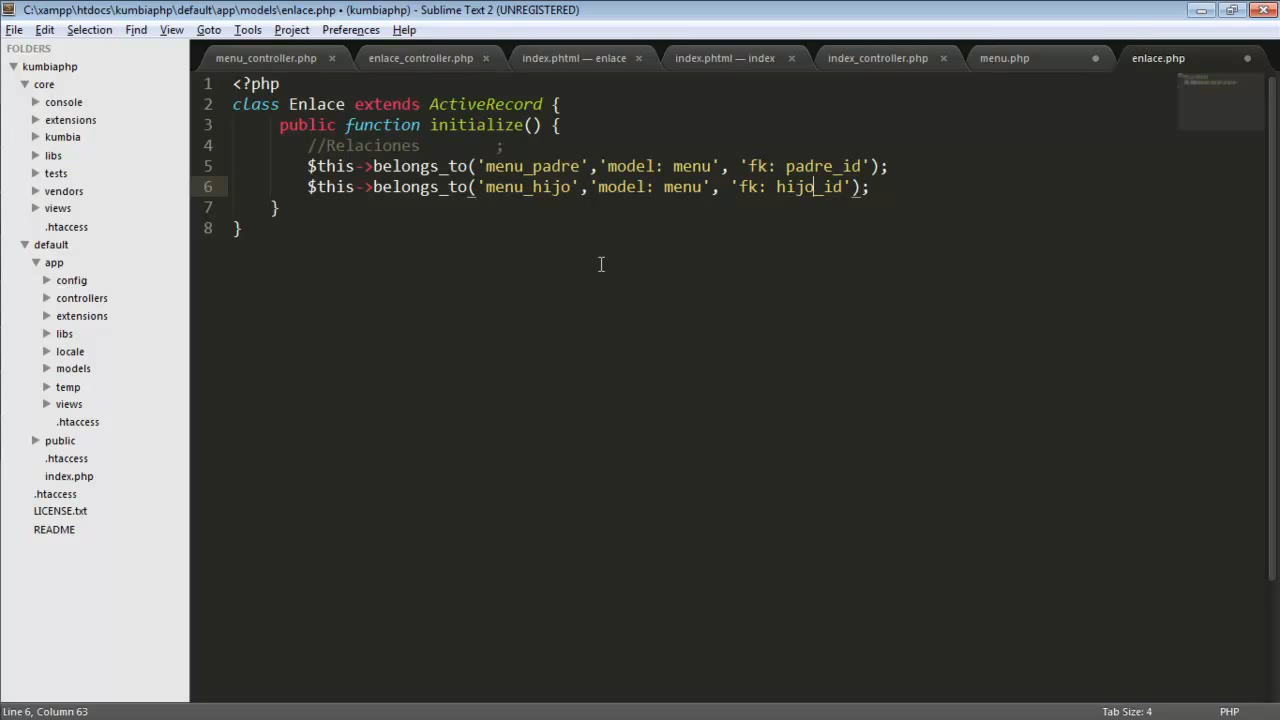 C:\xampp\htdocs\kumbiaphp\default\app\models\enlace.php • (kumbiaphp) - Sublime Text 2 (UNREGISTERED)
File Edit Selection Find View Goto Tools Project Preferences Help
FOLDERS
kumbiaphp
core
console
extensions
kumbia
libs
tests
vendors
views
.htaccess
default
app
config
controllers
extensions
libs
locale
models
temp
views
.htaccess
public
.htaccess
index.php
.htaccess
LICENSE.txt
README
menu_controller.php × enlace_controller.php × index.phtml — enlace × index.phtml — index × index_controller.php × menu.php • enlace.php •
1 <?php
2 class Enlace extends ActiveRecord {
3 public function initialize() {
4 //Relaciones ;
5 $this->belongs_to('menu_padre','model: menu', 'fk: padre_id');
6 $this->belongs_to('menu_hijo','model: menu', 'fk: hijo_id');
7 }
8 }
Line 6, Column 63 Tab Size: 4 PHP